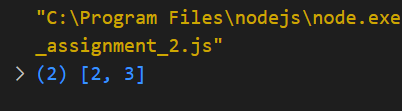 "C:\Program Files\nodejs\node.exe
_assignment_2.js"
> (2) [2, 3]